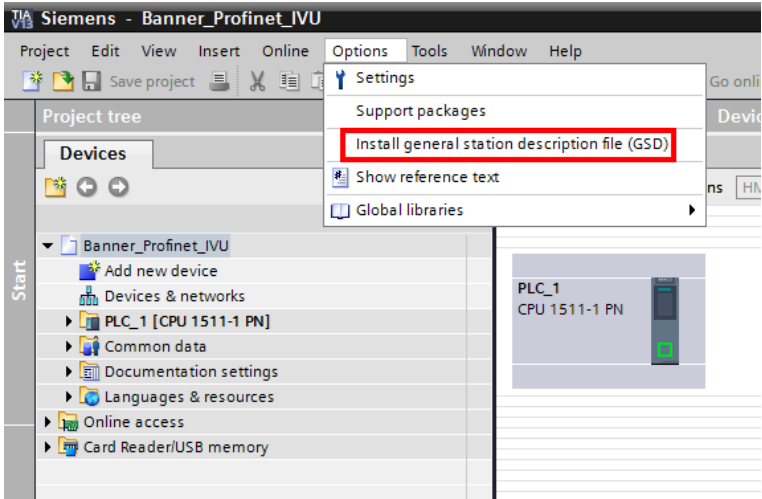 TIA V13 Siemens - Banner_Profinet_IVU
Project Edit View Insert Online Options Tools Window Help
Save project
Go onli
Settings
Support packages
Install general station description file (GSD)
Show reference text
Global libraries
Project tree
Devic
Devices
ns HM
Start
Banner_Profinet_IVU
Add new device
Devices & networks
PLC_1 [CPU 1511-1 PN]
Common data
Documentation settings
Languages & resources
Online access
Card Reader/USB memory
PLC_1
CPU 1511-1 PN